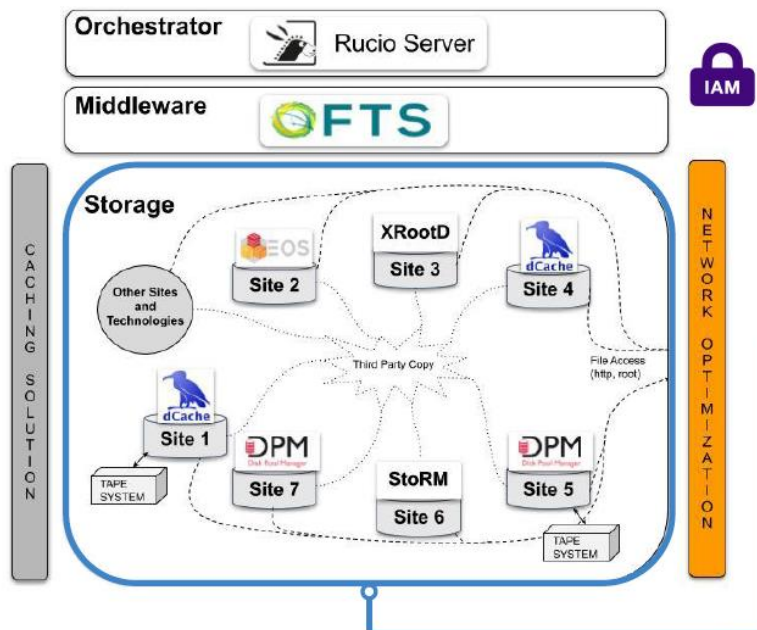 Orchestrator
Rucio Server
IAM
Middleware
FTS
CACHING SOLUTION
Storage
EOS
Site 2
XRootD
Site 3
dCache
Site 4
Other Sites
and
Technologies
Third Party Copy
File Access
(http, root)
dCache
Site 1
TAPE
SYSTEM
DPM
Disk Pool Manager
Site 7
StoRM
Site 6
DPM
Disk Pool Manager
Site 5
TAPE
SYSTEM
NETWORK OPTIMIZATION